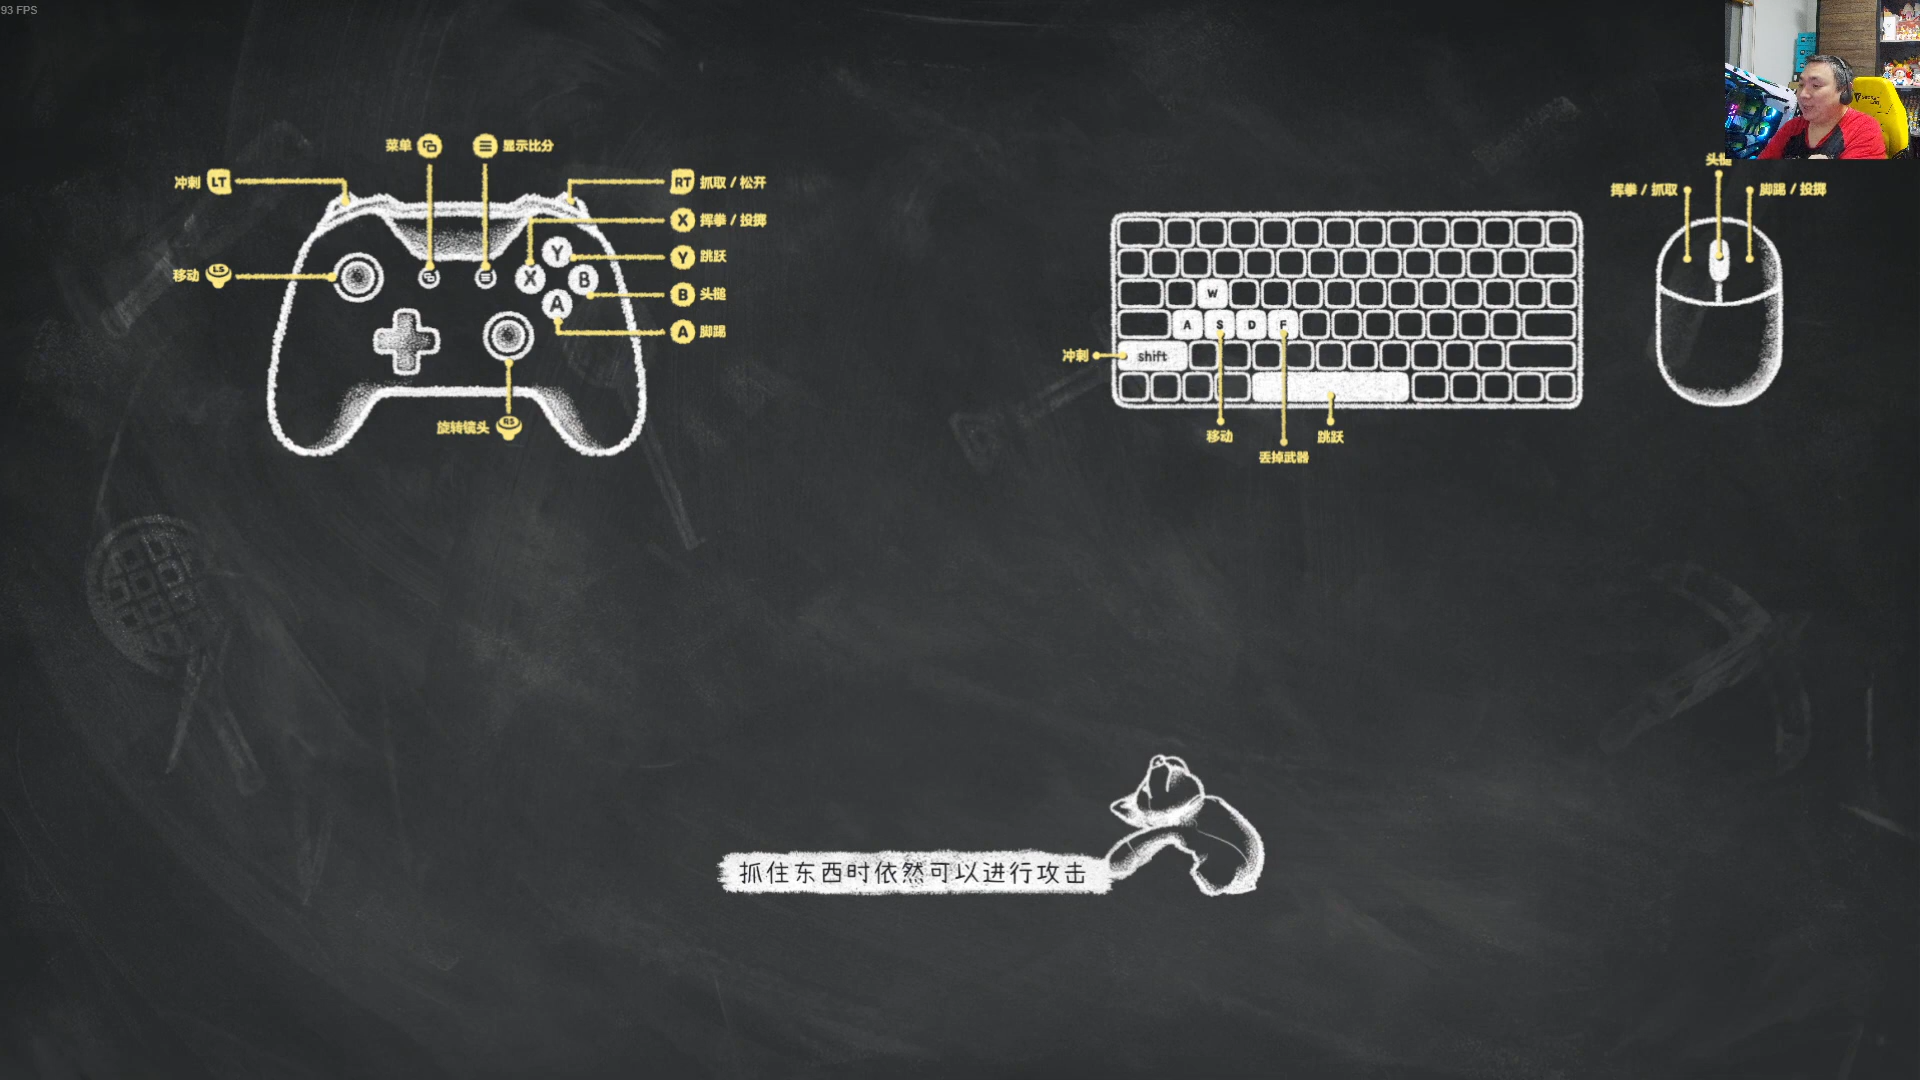 93 FPS
菜单
显示比分
冲刺 LT
RT 抓取 / 松开
X 挥拳 / 投掷
Y 跳跃
B 头槌
A 脚踢
移动 LS
Y
X
B
A
旋转镜头 RS
头槌
挥拳 / 抓取
脚踢 / 投掷
W
A S D F
冲刺
shift
移动
跳跃
丢掉武器
抓住东西时依然可以进行攻击